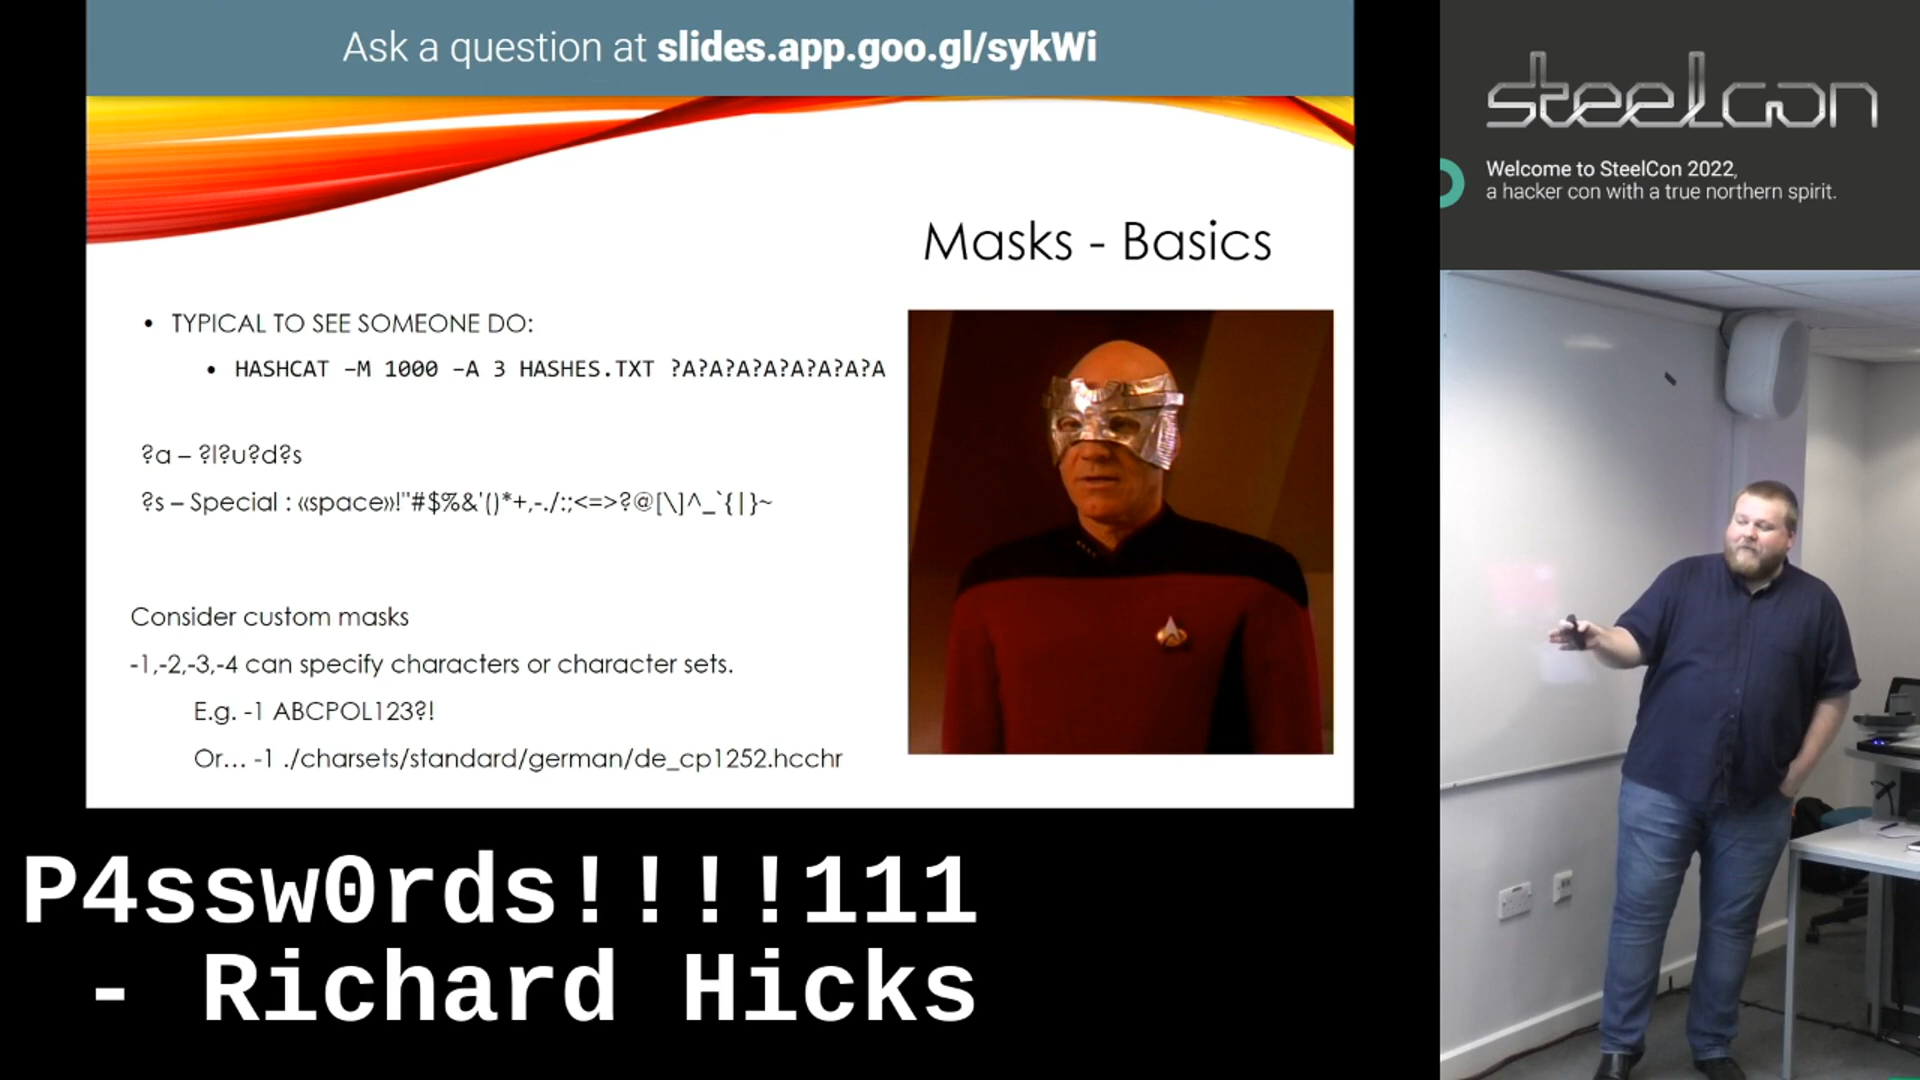 Ask a question at slides.app.goo.gl/sykWi
steelcon
Welcome to SteelCon 2022,
a hacker con with a true northern spirit.
Masks - Basics
• TYPICAL TO SEE SOMEONE DO:
• HASHCAT –M 1000 –A 3 HASHES.TXT ?A?A?A?A?A?A?A?A
?a – ?l?u?d?s
?s – Special : «space»!"#$%&'()*+,-./:;<=>?@[\]^_`{|}~
Consider custom masks
-1,-2,-3,-4 can specify characters or character sets.
E.g. -1 ABCPOL123?!
Or... -1 ./charsets/standard/german/de_cp1252.hcchr
P4ssw0rds!!!!111
- Richard Hicks